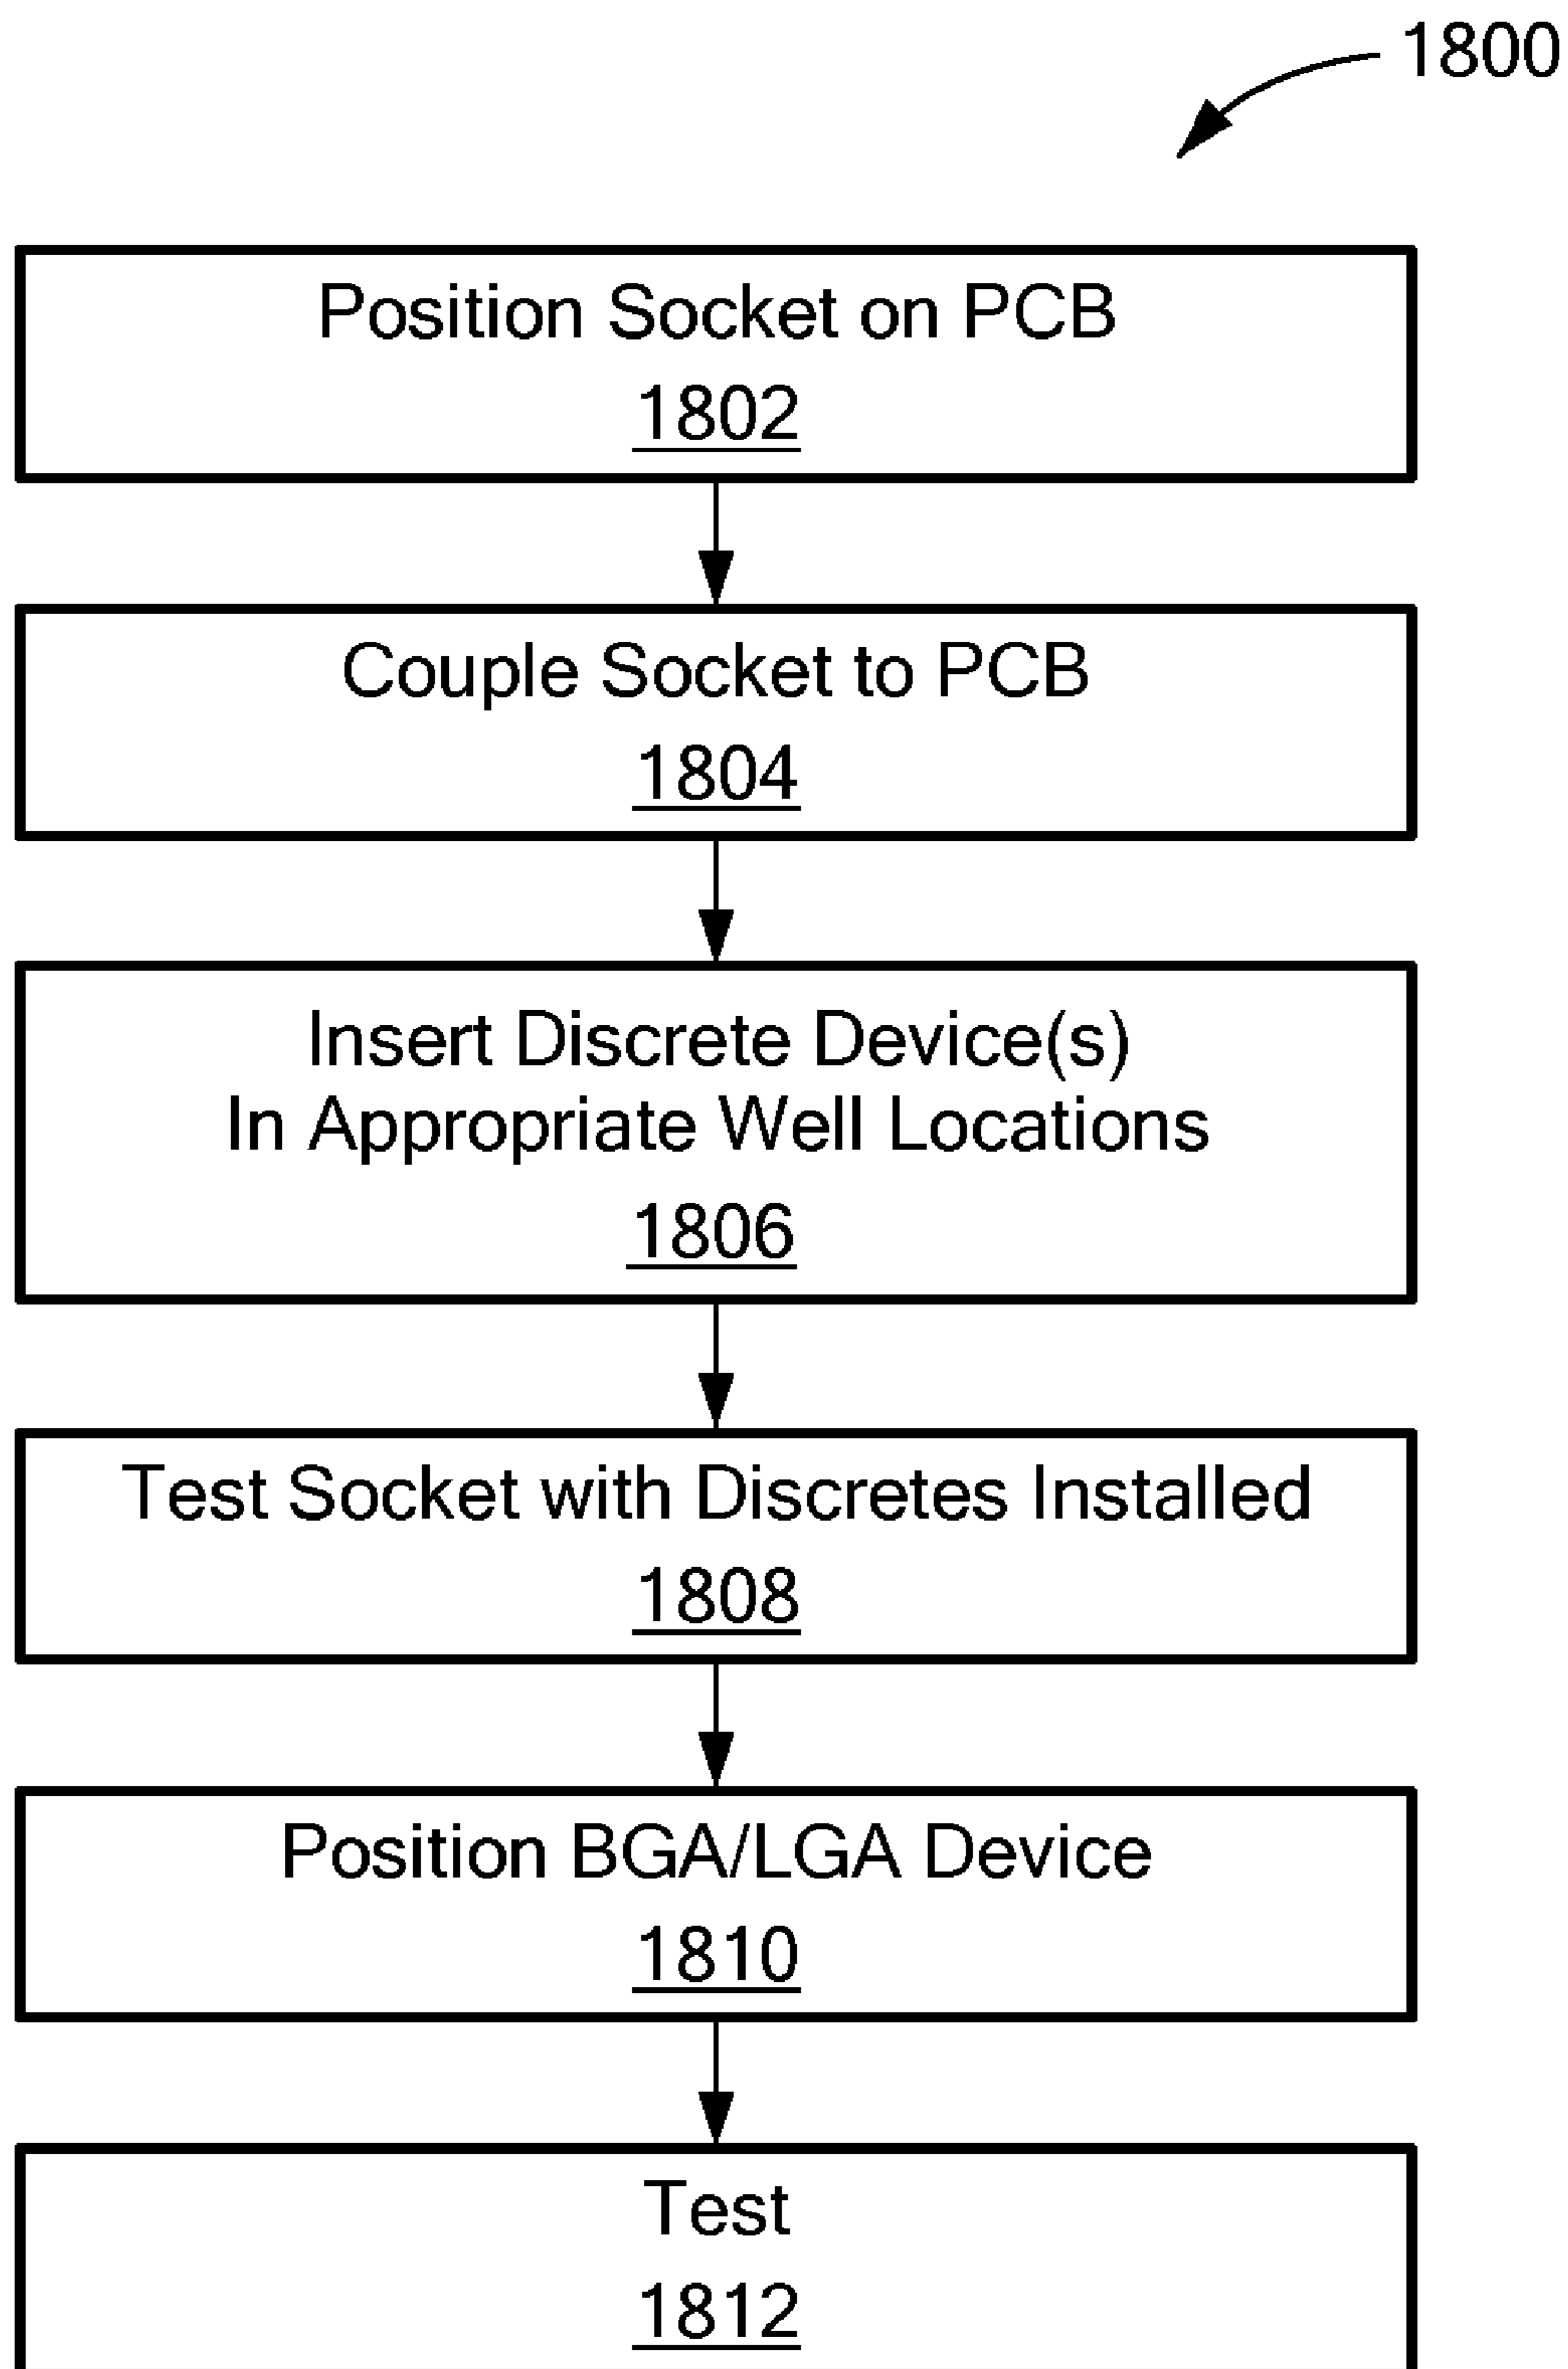 1800
Position Socket on PCB
1802
Couple Socket to PCB
1804
Insert Discrete Device(s)
In Appropriate Well Locations
1806
Test Socket with Discretes Installed
1808
Position BGA/LGA Device
1810
Test
1812